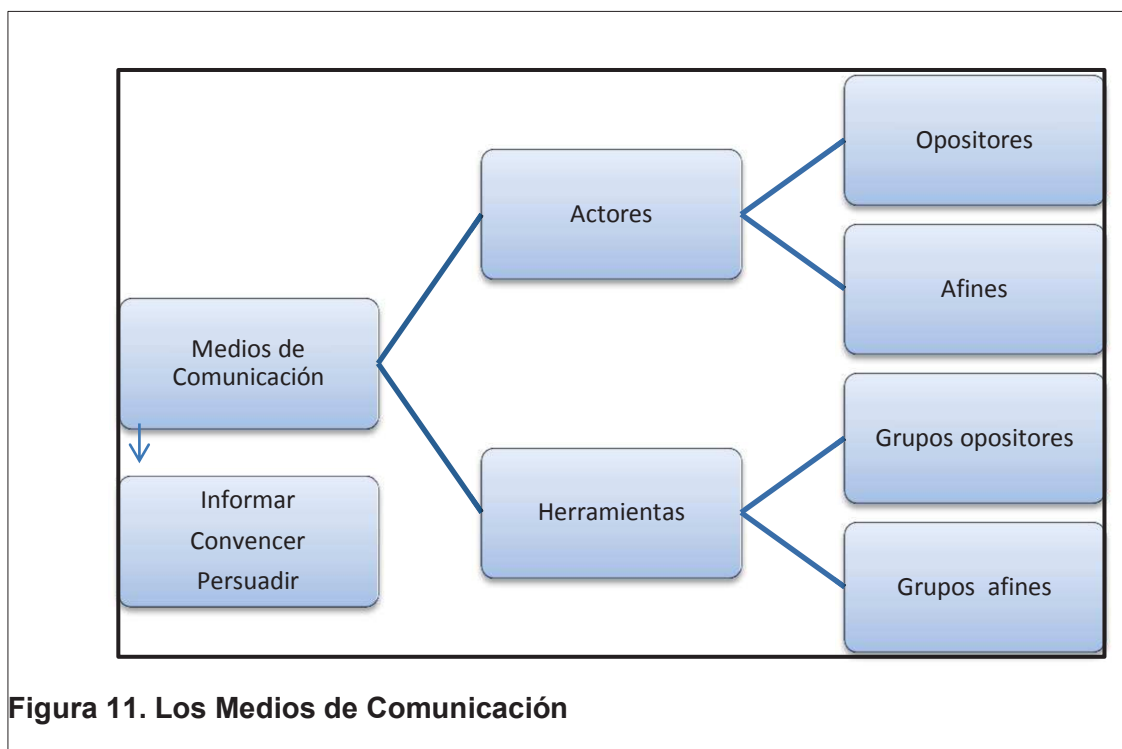 Opositores
Actores
Afines
Medios de
Comunicación
Grupos opositores
Herramientas
Informar
Convencer
Persuadir
Grupos afines
Figura 11. Los Medios de Comunicación